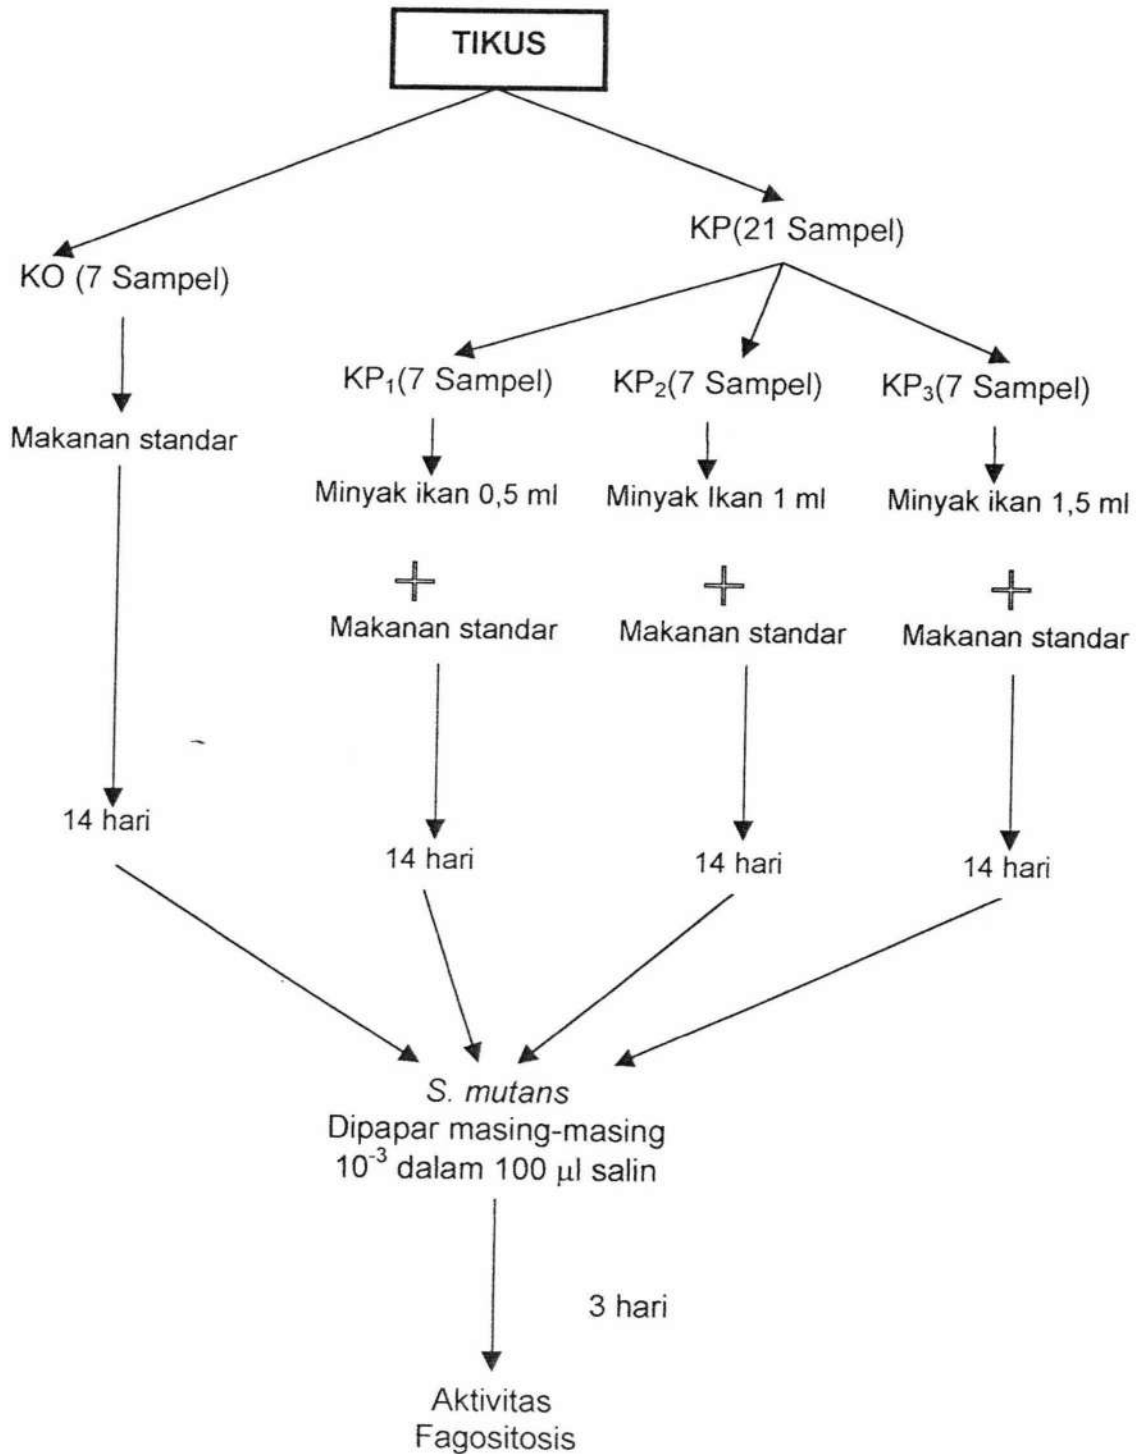 TIKUS
KP(21 Sampel)
KO (7 Sampel)
KP₁(7 Sampel)
KP₂(7 Sampel)
KP₃(7 Sampel)
Makanan standar
Minyak ikan 0,5 ml
Minyak Ikan 1 ml
Minyak ikan 1,5 ml
+
+
+
Makanan standar
Makanan standar
Makanan standar
14 hari
14 hari
14 hari
14 hari
S. mutans
Dipapar masing-masing
10⁻³ dalam 100 μl salin
3 hari
Aktivitas
Fagositosis